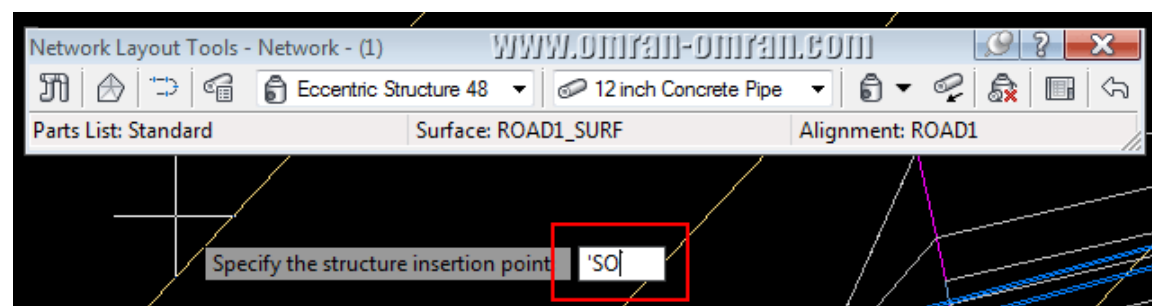 Network Layout Tools - Network - (1)
www.omran-omran.com
Eccentric Structure 48
12 inch Concrete Pipe
Parts List: Standard
Surface: ROAD1_SURF
Alignment: ROAD1
Specify the structure insertion point
'SO